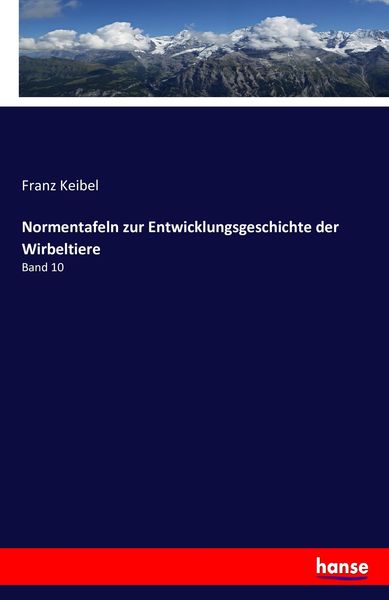 Franz Keibel
Normentafeln zur Entwicklungsgeschichte der
Wirbeltiere
Band 10
hanse